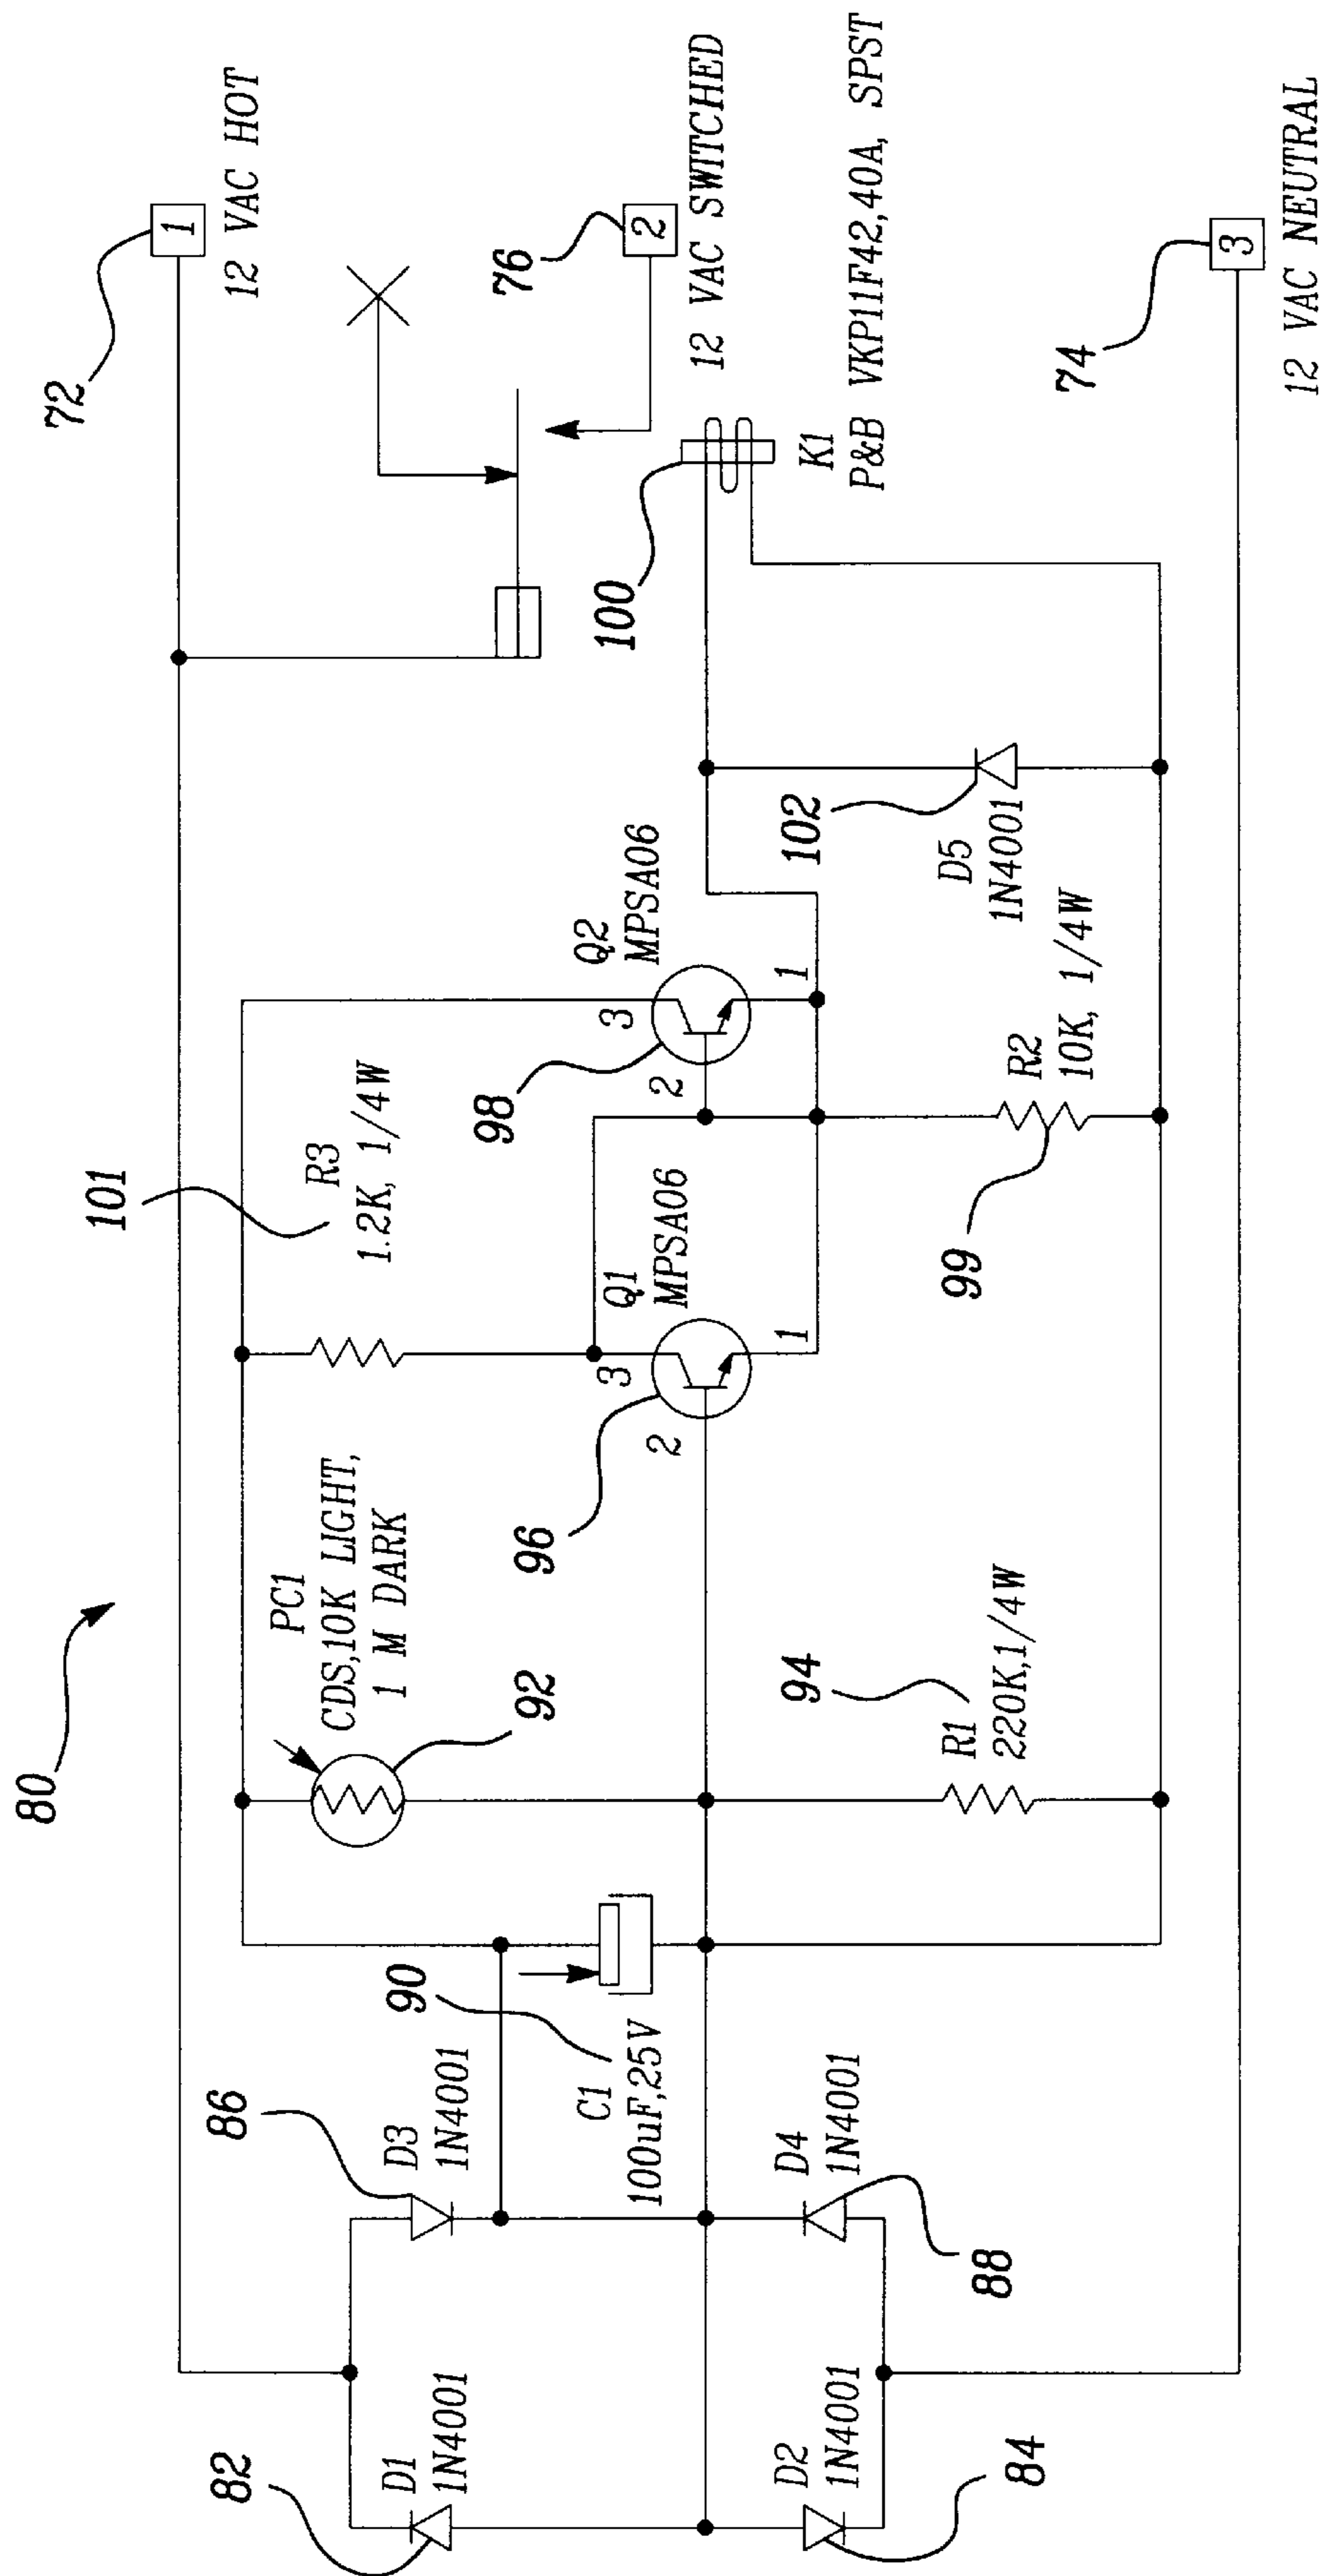 80
72
1
12 VAC HOT
101
R3
1.2K, 1/4W
PC1
CDS,10K LIGHT,
1 M DARK
92
86
D3
1N4001
82
D1
1N4001
90
C1
100uF,25V
96
3
Q1
MPSA06
2
1
98
3
Q2
MPSA06
2
1
76
2
12 VAC SWITCHED
100
K1
P&B VKP11F42,40A, SPST
D2
1N4001
84
D4
1N4001
88
94
R1
220K,1/4W
99
R2
10K, 1/4W
102
D5
1N4001
74
3
12 VAC NEUTRAL